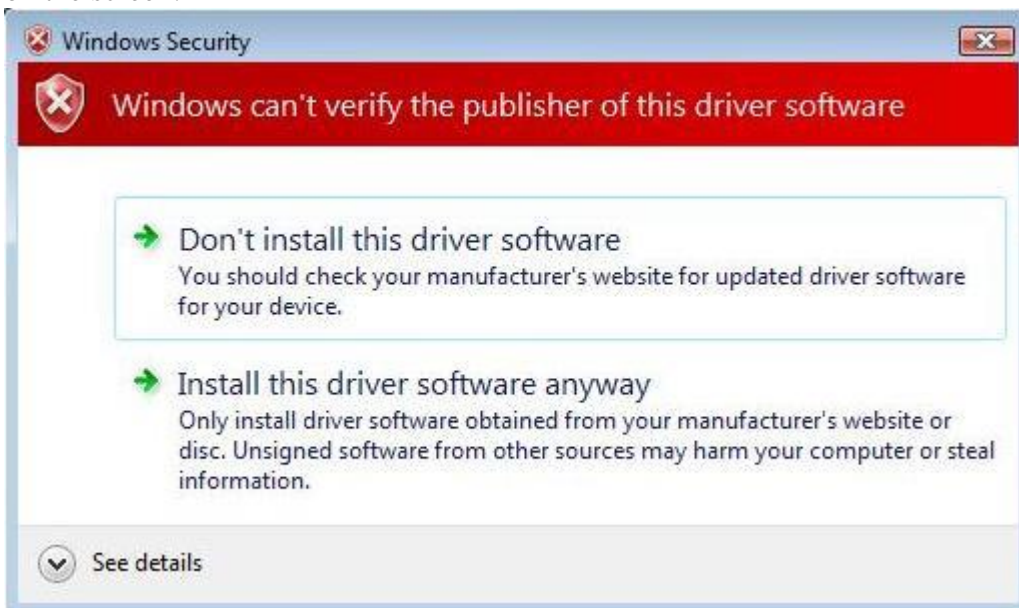 Windows Security
Windows can't verify the publisher of this driver software
Don't install this driver software
You should check your manufacturer's website for updated driver software
for your device.
Install this driver software anyway
Only install driver software obtained from your manufacturer's website or
disc. Unsigned software from other sources may harm your computer or steal
information.
See details